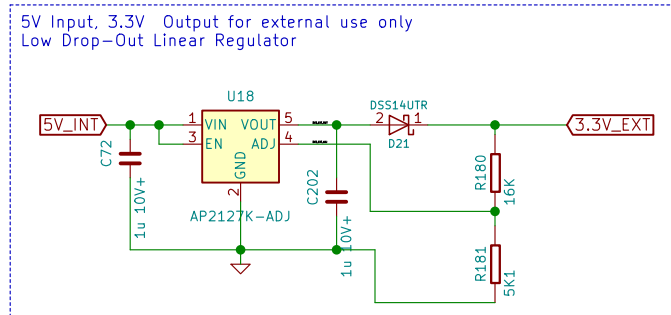 5V Input, 3.3V  Output for external use only
Low Drop-Out Linear Regulator
U18
DSS14UTR
5V_INT
1
VIN
VOUT
5
2
1
3.3V_EXT
3
EN
ADJ
4
D21
C72
GND
R180
16K
2
C202
1u 10V+
AP2127K-ADJ
1u 10V+
R181
5K1